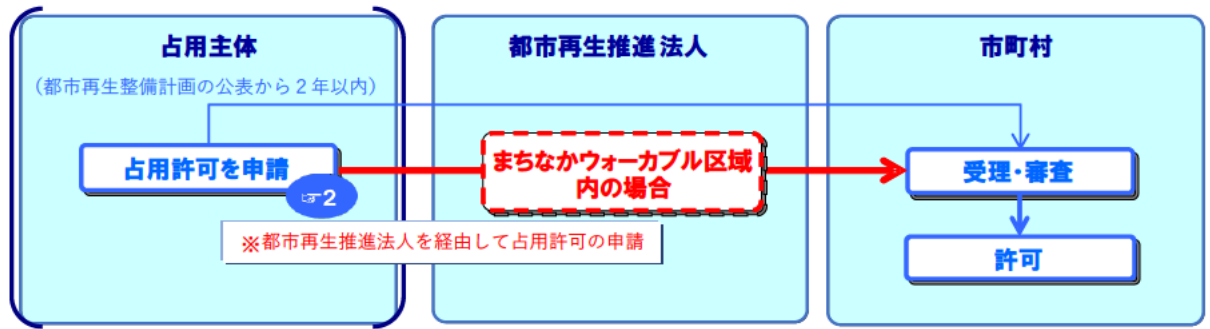 占用主体
都市再生推進法人
市町村
（都市再生整備計画の公表から２年以内）
占用許可を申請
☞2
まちなかウォーカブル区域
内の場合
受理・審査
※都市再生推進法人を経由して占用許可の申請
許可